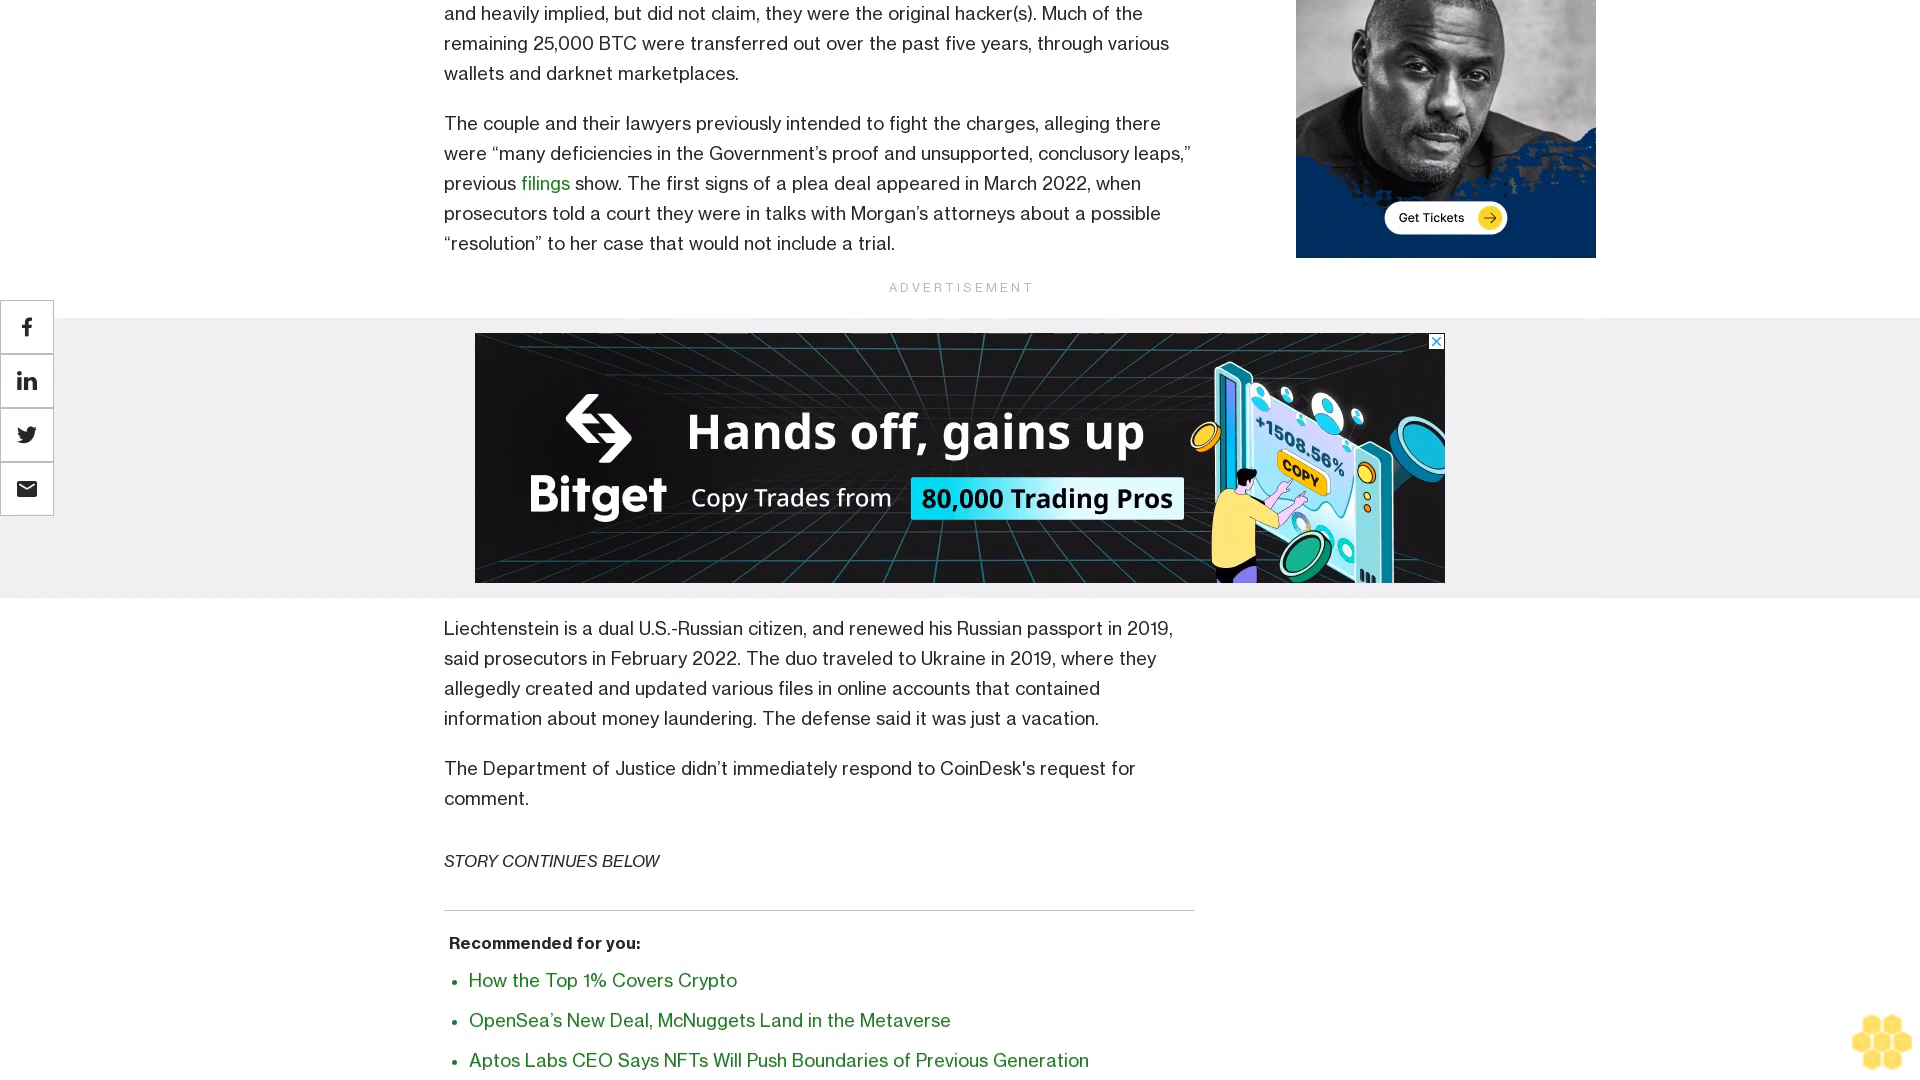 and heavily implied, but did not claim, they were the original hacker(s). Much of the
remaining 25,000 BTC were transferred out over the past five years, through various
wallets and darknet marketplaces.
The couple and their lawyers previously intended to fight the charges, alleging there
were “many deficiencies in the Government’s proof and unsupported, conclusory leaps,”
previous filings show. The first signs of a plea deal appeared in March 2022, when
prosecutors told a court they were in talks with Morgan’s attorneys about a possible
“resolution” to her case that would not include a trial.
Get Tickets
ADVERTISEMENT
Hands off, gains up
Bitget
Copy Trades from 80,000 Trading Pros
+1508.56%
COPY
Liechtenstein is a dual U.S.-Russian citizen, and renewed his Russian passport in 2019,
said prosecutors in February 2022. The duo traveled to Ukraine in 2019, where they
allegedly created and updated various files in online accounts that contained
information about money laundering. The defense said it was just a vacation.
The Department of Justice didn’t immediately respond to CoinDesk's request for
comment.
STORY CONTINUES BELOW
Recommended for you:
• How the Top 1% Covers Crypto
• OpenSea’s New Deal, McNuggets Land in the Metaverse
• Aptos Labs CEO Says NFTs Will Push Boundaries of Previous Generation